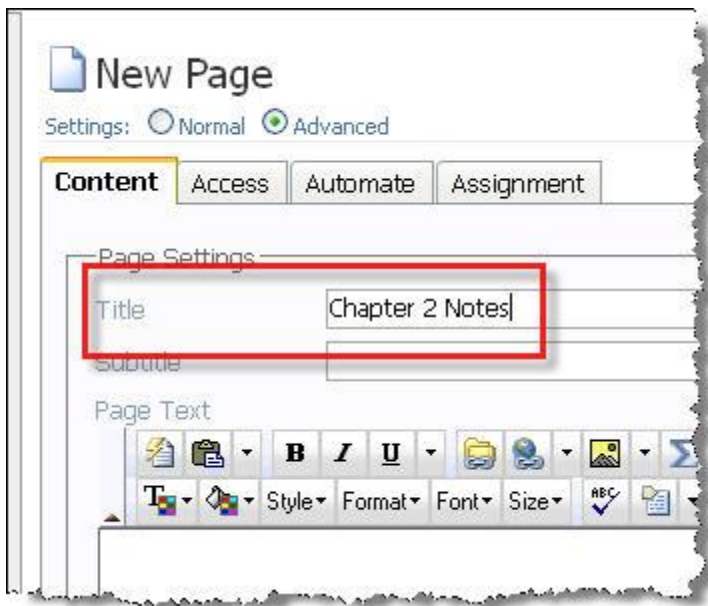 New Page
Settings: Normal Advanced
Content Access Automate Assignment
Page Settings
Title Chapter 2 Notes
Subtitle
Page Text
B I U Σ
T Style Format Font Size ABC